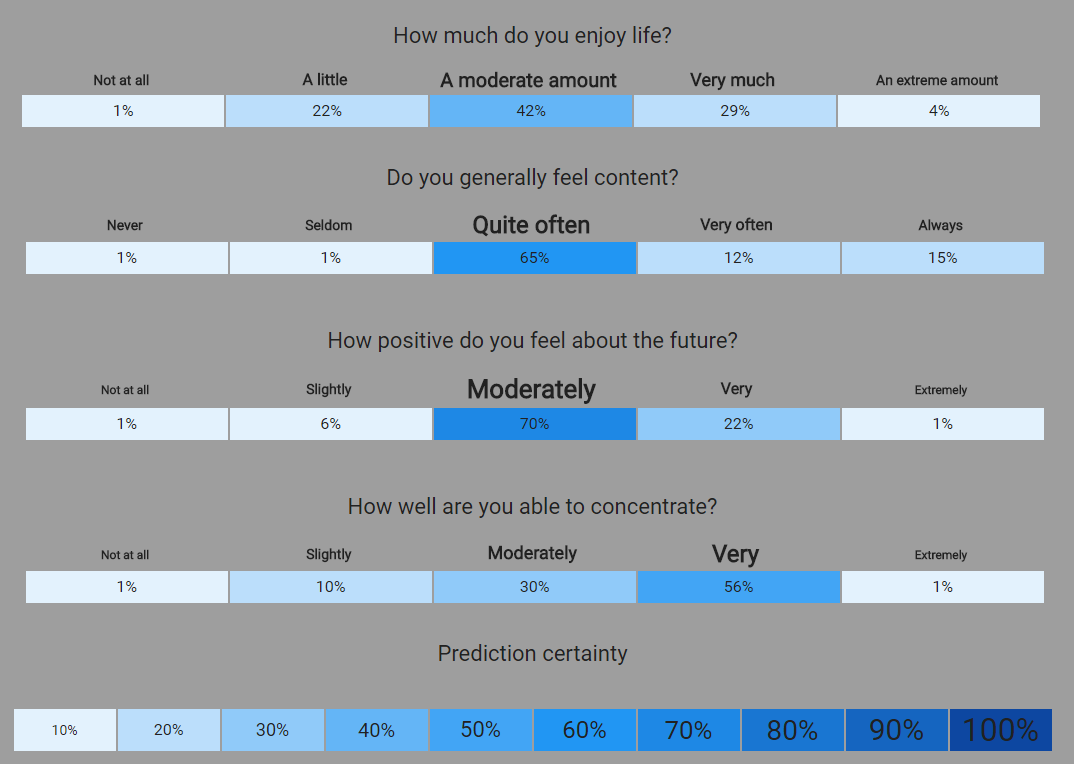 How much do you enjoy life?
Not at all A little A moderate amount Very much An extreme amount
1% 22% 42% 29% 4%
Do you generally feel content?
Never Seldom Quite often Very often Always
1% 1% 65% 12% 15%
How positive do you feel about the future?
Not at all Slightly Moderately Very Extremely
1% 6% 70% 22% 1%
How well are you able to concentrate?
Not at all Slightly Moderately Very Extremely
1% 10% 30% 56% 1%
Prediction certainty
10% 20% 30% 40% 50% 60% 70% 80% 90% 100%